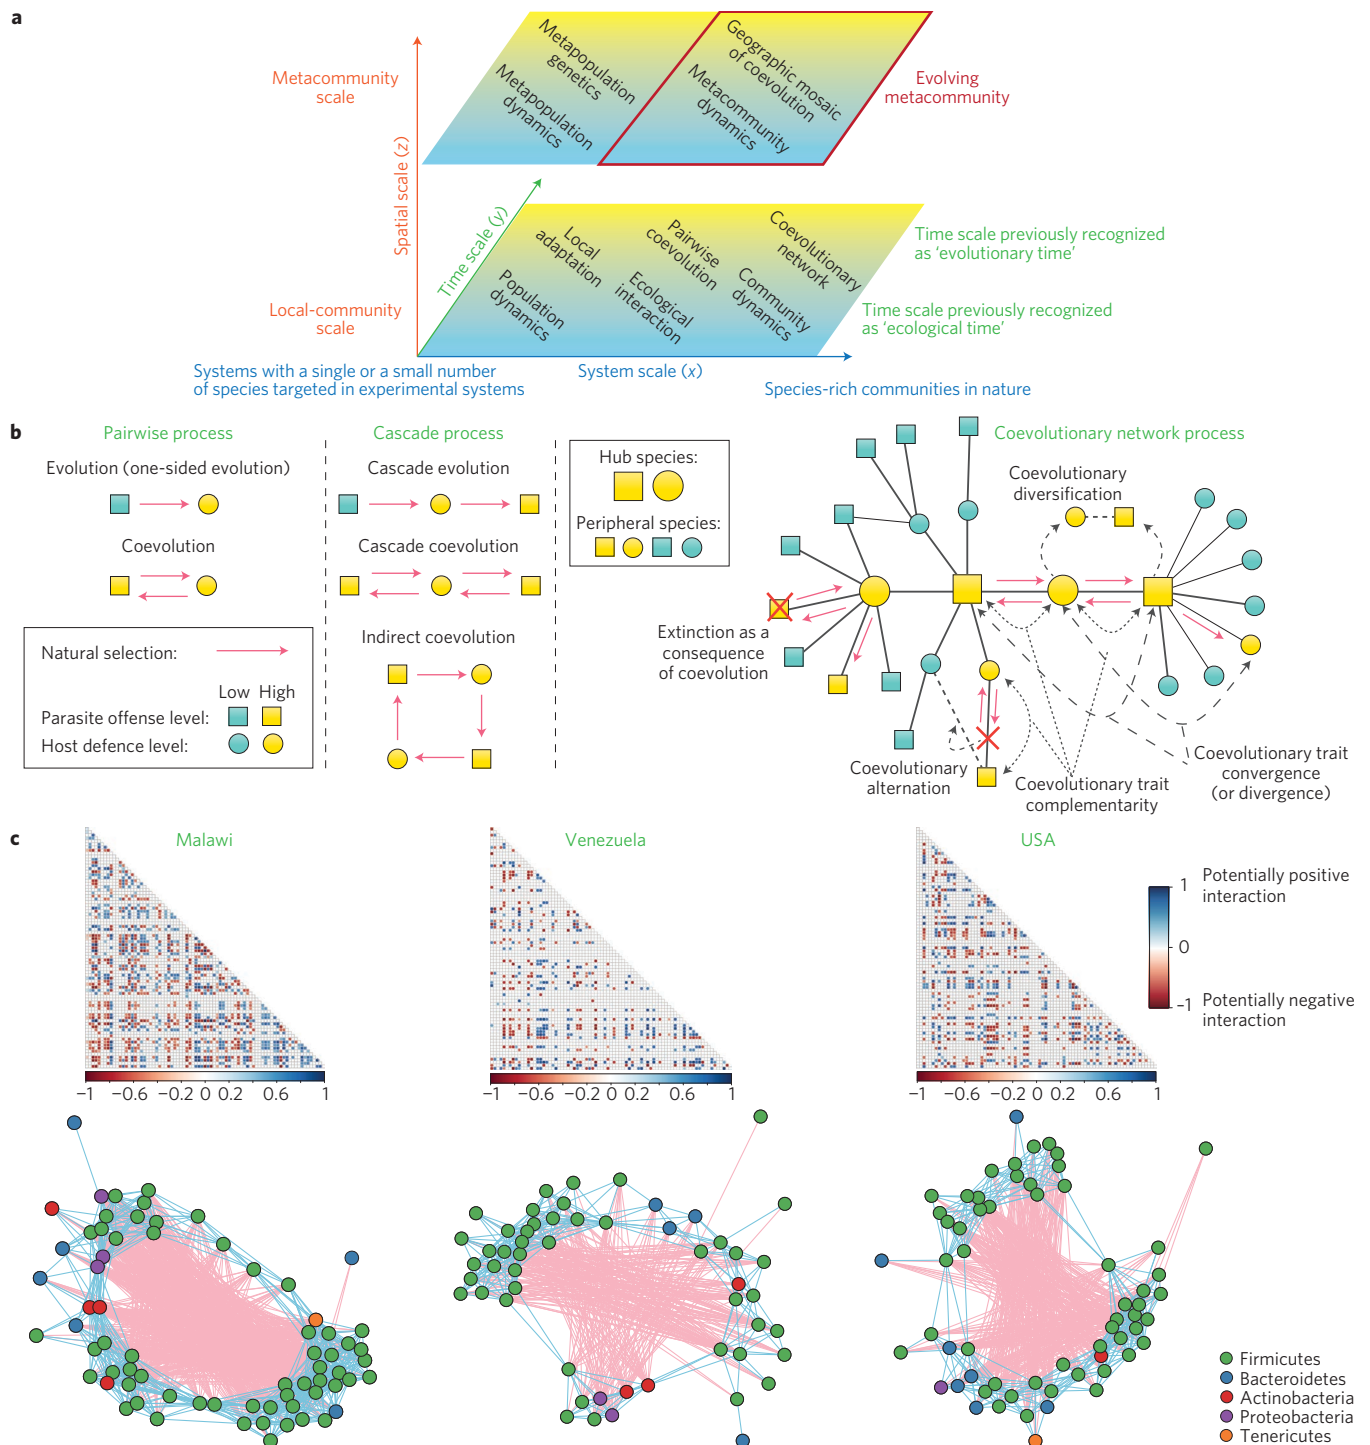 a
Metacommunity
scale
Spatial scale (z)
Local-community
scale
Time scale (y)
Metapopulation
genetics
Metapopulation
dynamics
Geographic mosaic
of coevolution
Metacommunity
dynamics
Evolving
metacommunity
Local
adaptation
Population
dynamics
Pairwise
coevolution
Ecological
interaction
Coevolutionary
network
Community
dynamics
Time scale previously recognized
as 'evolutionary time'
Time scale previously recognized
as 'ecological time'
Systems with a single or a small number
of species targeted in experimental systems
System scale (x)
Species-rich communities in nature
b
Pairwise process
Evolution (one-sided evolution)
Coevolution
Natural selection:
Low High
Parasite offense level:
Host defence level:
Cascade process
Cascade evolution
Cascade coevolution
Indirect coevolution
Hub species:
Peripheral species:
Coevolutionary network process
Coevolutionary
diversification
Extinction as a
consequence
of coevolution
Coevolutionary
alternation
Coevolutionary trait
complementarity
Coevolutionary trait
convergence
(or divergence)
c
Malawi
Venezuela
USA
1
0
–1
Potentially positive
interaction
Potentially negative
interaction
−1 −0.6 −0.2 0 0.2 0.6 1
−1 −0.6 −0.2 0 0.2 0.6 1
−1 −0.6 −0.2 0 0.2 0.6 1
Firmicutes
Bacteroidetes
Actinobacteria
Proteobacteria
Tenericutes